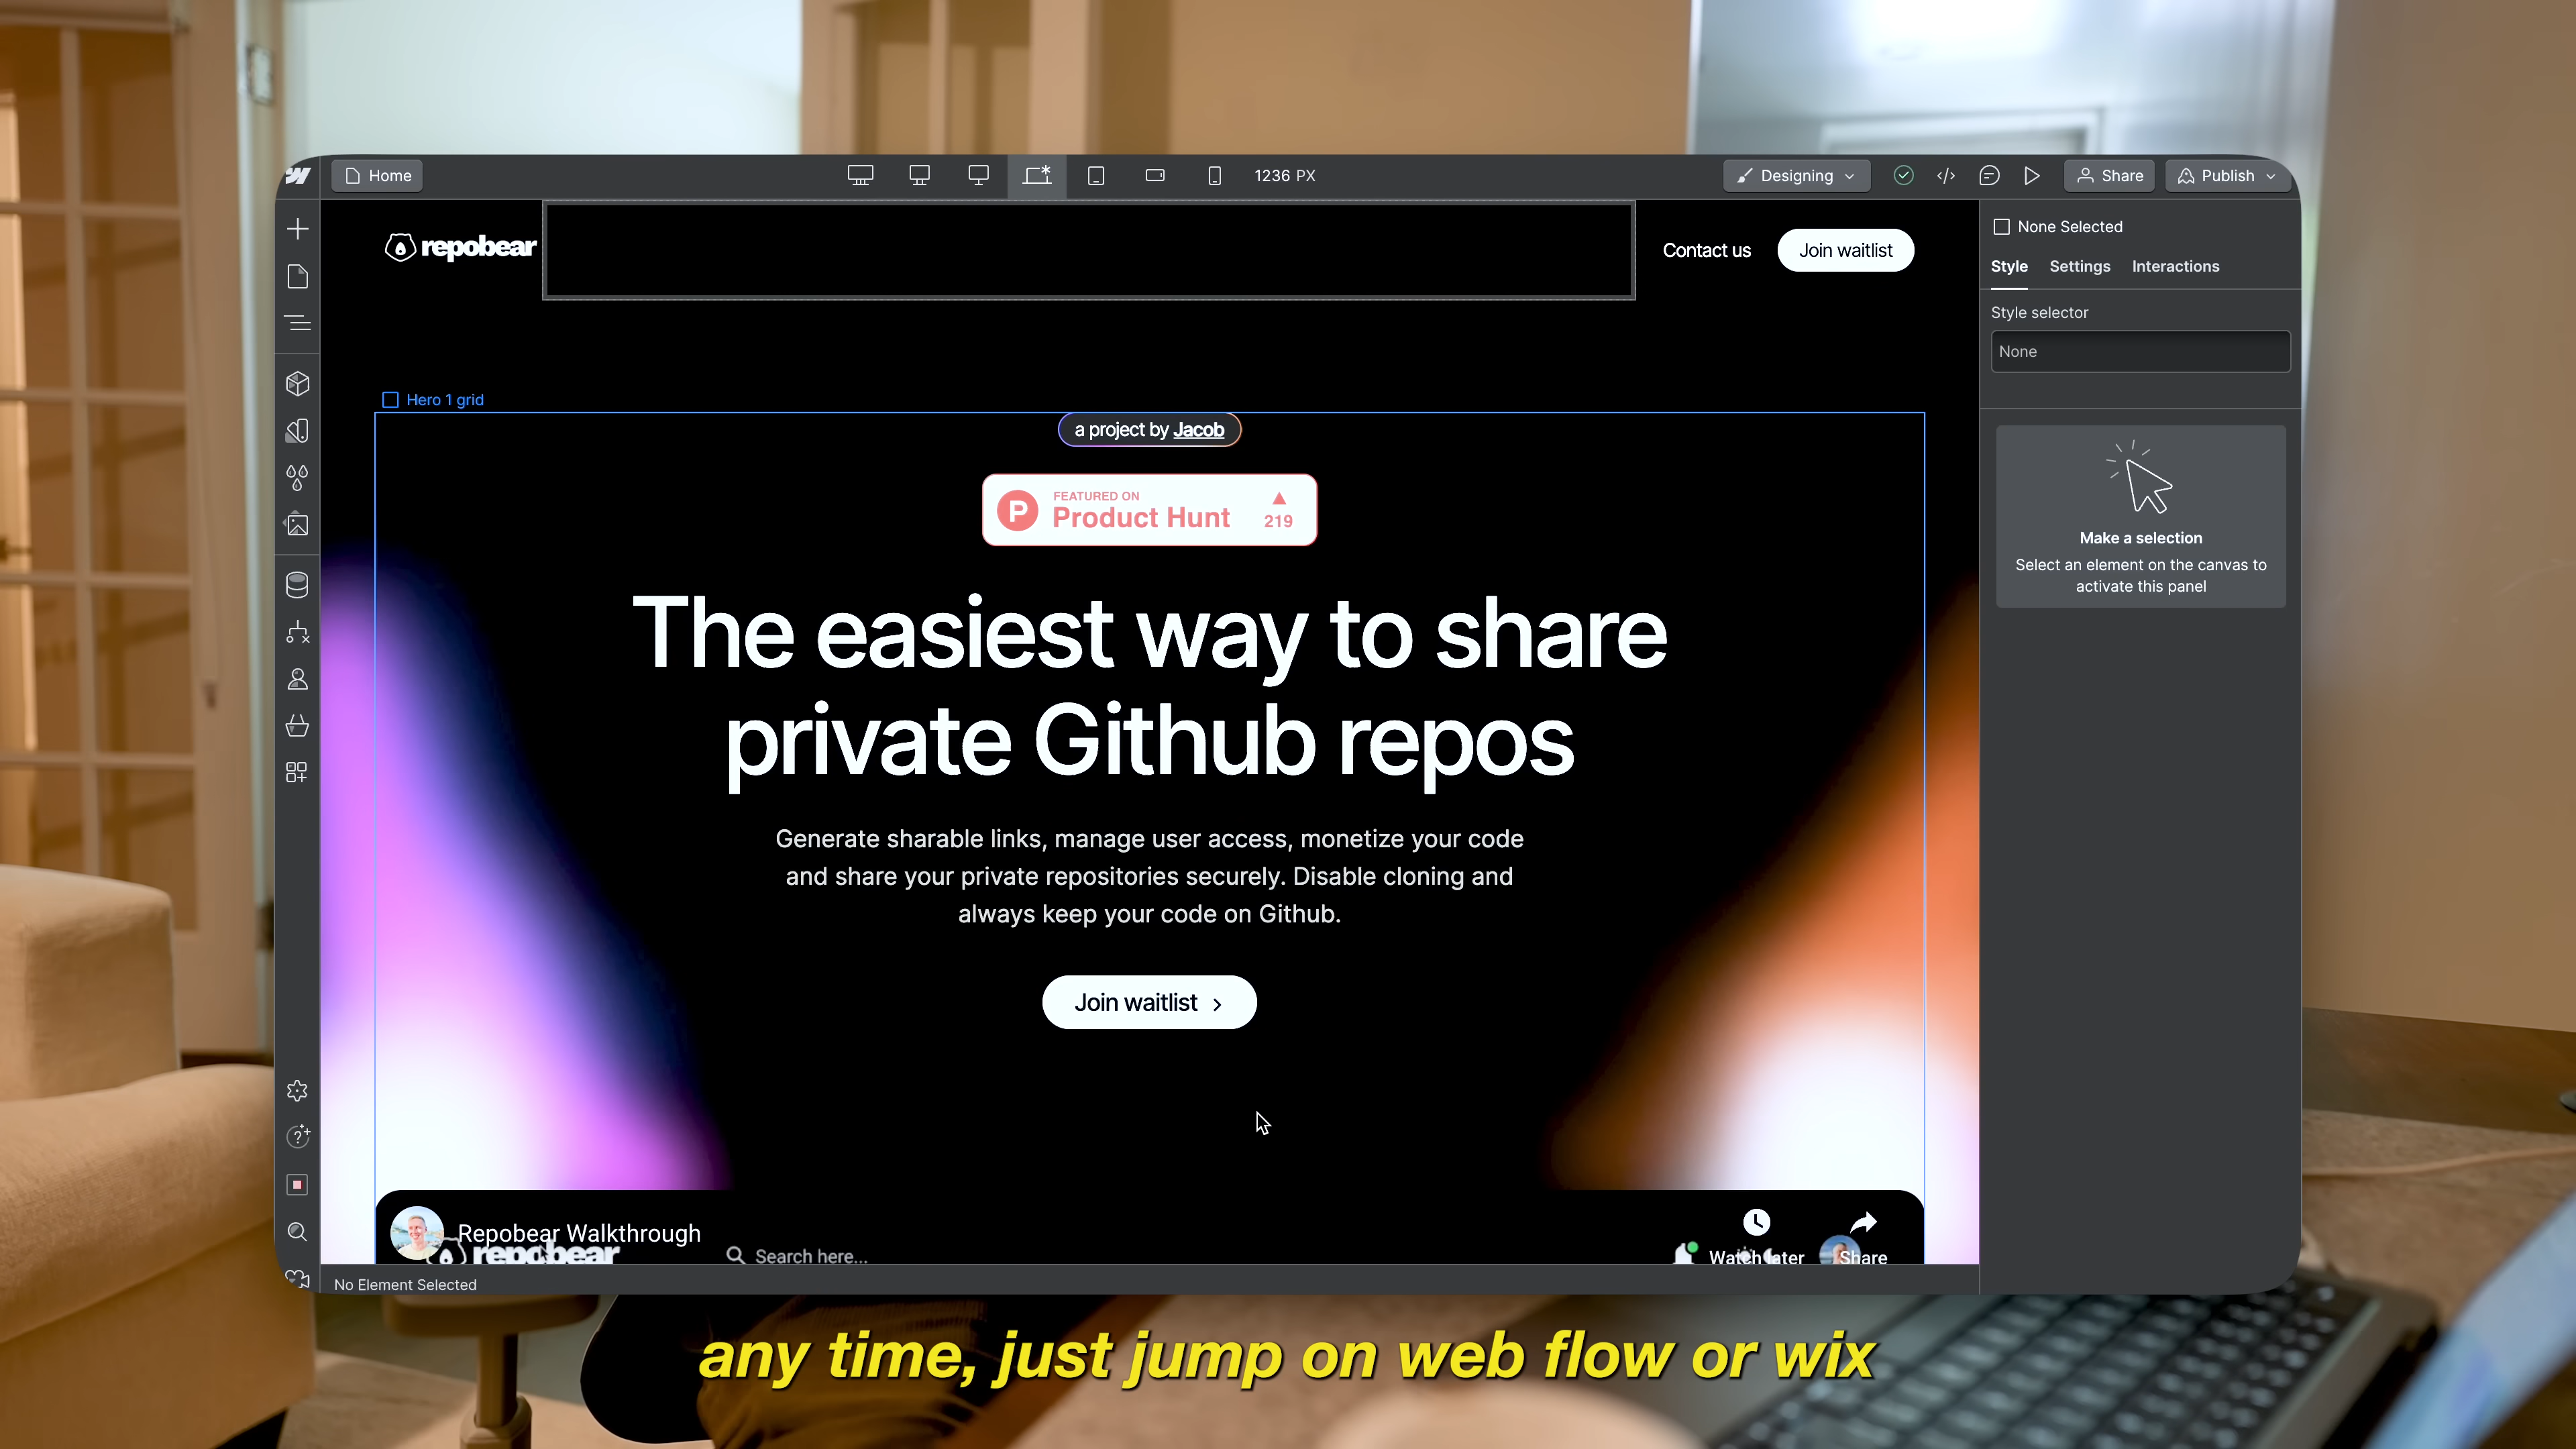 Home
1236 PX
Designing
Share
Publish
repobear
Contact us
Join waitlist
None Selected
Style Settings Interactions
Style selector
None
Make a selection
Select an element on the canvas to
activate this panel
Hero 1 grid
a project by Jacob
P
FEATURED ON
Product Hunt
219
The easiest way to share
private Github repos
Generate sharable links, manage user access, monetize your code
and share your private repositories securely. Disable cloning and
always keep your code on Github.
Join waitlist
Repobear Walkthrough
repobear
Search here...
Watch later
Share
No Element Selected
any time, just jump on web flow or wix